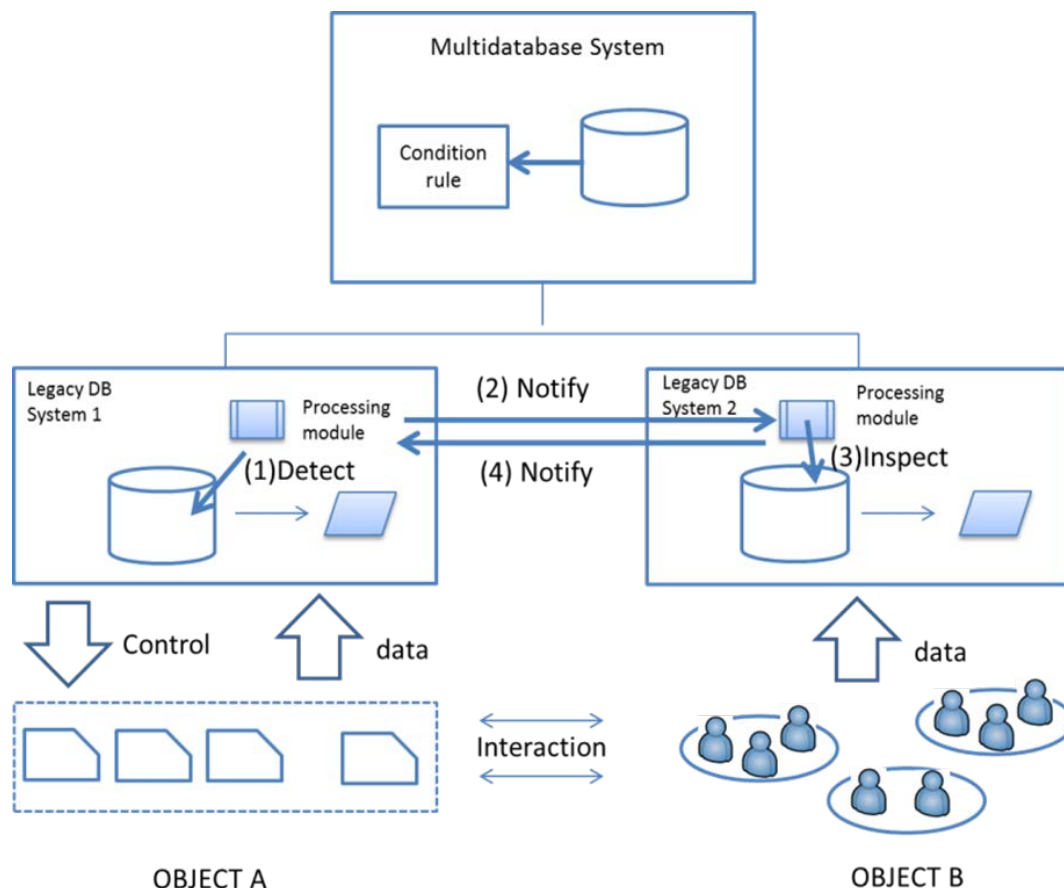 Multidatabase System
Condition
rule
Legacy DB
System 1
Processing
module
(1)Detect
(2) Notify
(4) Notify
Legacy DB
System 2
Processing
module
(3)Inspect
Control
data
data
Interaction
OBJECT A
OBJECT B